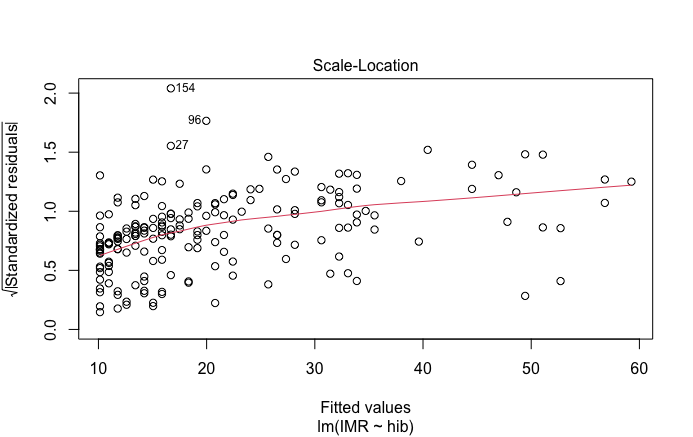 Scale-Location
√|Standardized residuals|
2.0
1.5
1.0
0.5
0.0
154
96
27
10 20 30 40 50 60
Fitted values
lm(IMR ~ hib)